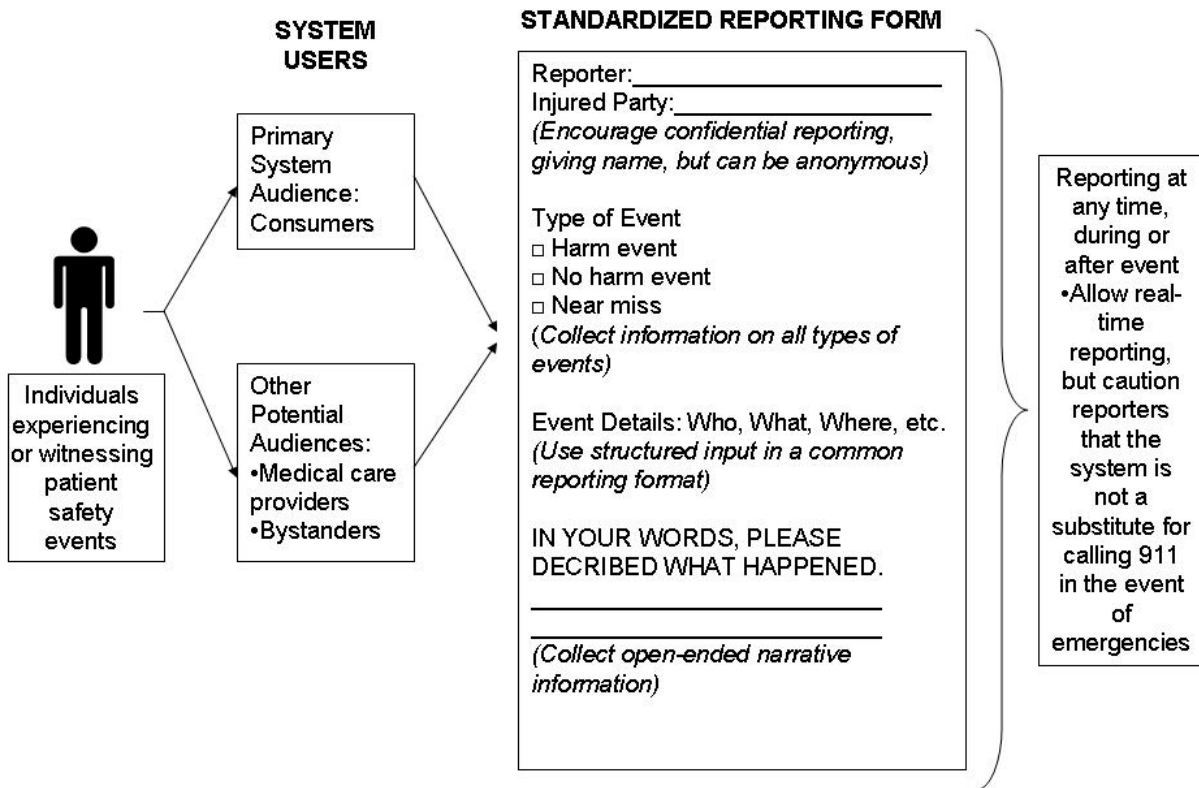 SYSTEM
USERS
STANDARDIZED REPORTING FORM
Individuals
experiencing
or witnessing
patient
safety
events
Primary
System
Audience:
Consumers
Other
Potential
Audiences:
•Medical care
providers
•Bystanders
Reporter:
Injured Party:
(Encourage confidential reporting,
giving name, but can be anonymous)
Type of Event
□ Harm event
□ No harm event
□ Near miss
(Collect information on all types of
events)
Event Details: Who, What, Where, etc.
(Use structured input in a common
reporting format)
IN YOUR WORDS, PLEASE
DECRIBED WHAT HAPPENED.
(Collect open-ended narrative
information)
Reporting at
any time,
during or
after event
•Allow real-
time
reporting,
but caution
reporters
that the
system is
not a
substitute for
calling 911
in the event
of
emergencies